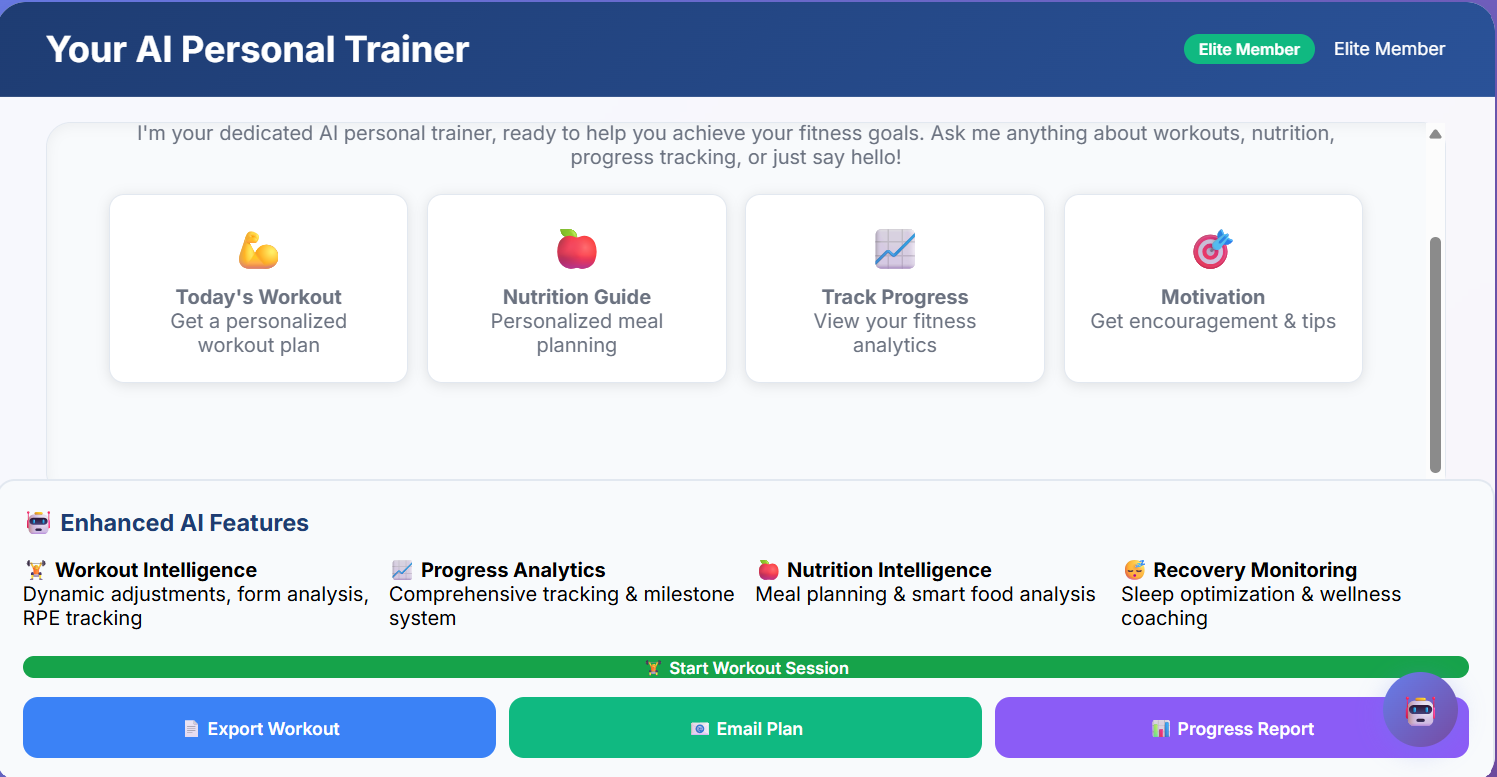 Your AI Personal Trainer
Elite Member
Elite Member
I'm your dedicated AI personal trainer, ready to help you achieve your fitness goals. Ask me anything about workouts, nutrition,
progress tracking, or just say hello!
Today's Workout
Get a personalized
workout plan
Nutrition Guide
Personalized meal
planning
Track Progress
View your fitness
analytics
Motivation
Get encouragement & tips
Enhanced AI Features
Workout Intelligence
Dynamic adjustments, form analysis,
RPE tracking
Progress Analytics
Comprehensive tracking & milestone
system
Nutrition Intelligence
Meal planning & smart food analysis
Recovery Monitoring
Sleep optimization & wellness
coaching
Start Workout Session
Export Workout
Email Plan
Progress Report